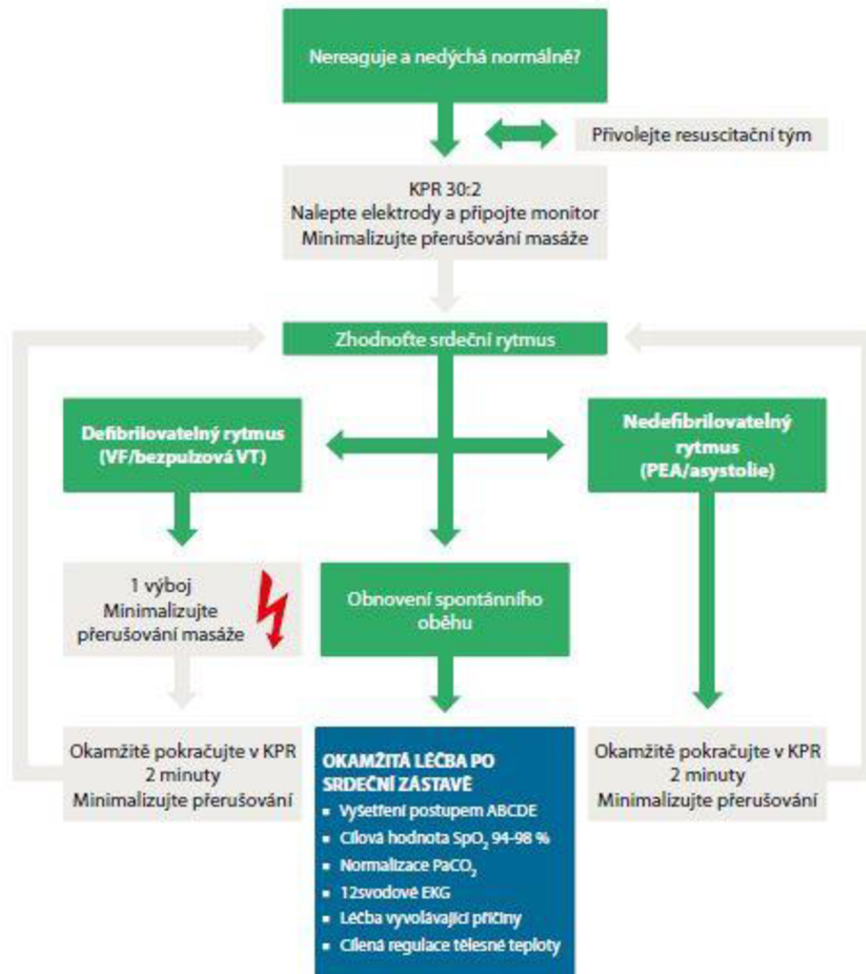 Nereaguje a nedýchá normálně?
Přivolejte resuscitační tým
KPR 30:2
Nalepte elektrody a připojte monitor
Minimalizujte přerušování masáže
Zhodnoťte srdeční rytmus
Defibrilovatelný rytmus
(VF/bezpulzová VT)
Nedefibrilovatelný
rytmus
(PEA/asystolie)
1 výboj
Minimalizujte
přerušování masáže
Obnovení spontánního
oběhu
Okamžitě pokračujte v KPR
2 minuty
Minimalizujte přerušování
OKAMŽITÁ LÉČBA PO
SRDEČNÍ ZÁSTAVĚ
▪ Vyšetření postupem ABCDE
▪ Cílová hodnota SpO₂ 94-98 %
▪ Normalizace PaCO₂
▪ 12svodové EKG
▪ Léčba vyvolávající příčiny
▪ Cílená regulace tělesné teploty
Okamžitě pokračujte v KPR
2 minuty
Minimalizujte přerušování